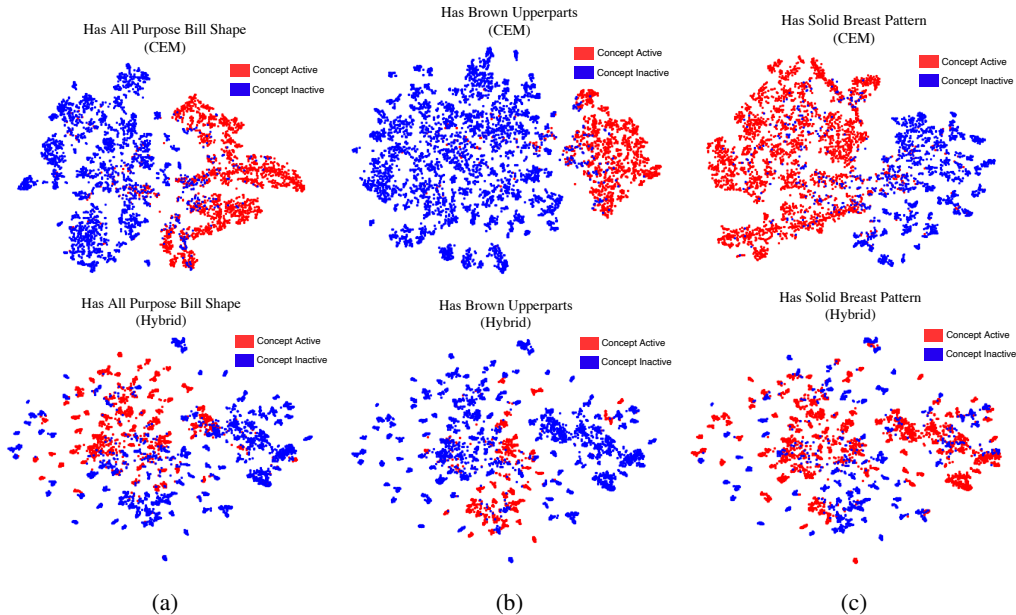 Has All Purpose Bill Shape
(CEM)
Concept Active
Concept Inactive
Has Brown Upperparts
(CEM)
Concept Active
Concept Inactive
Has Solid Breast Pattern
(CEM)
Concept Active
Concept Inactive
Has All Purpose Bill Shape
(Hybrid)
Concept Active
Concept Inactive
Has Brown Upperparts
(Hybrid)
Concept Active
Concept Inactive
Has Solid Breast Pattern
(Hybrid)
Concept Active
Concept Inactive
(a)
(b)
(c)